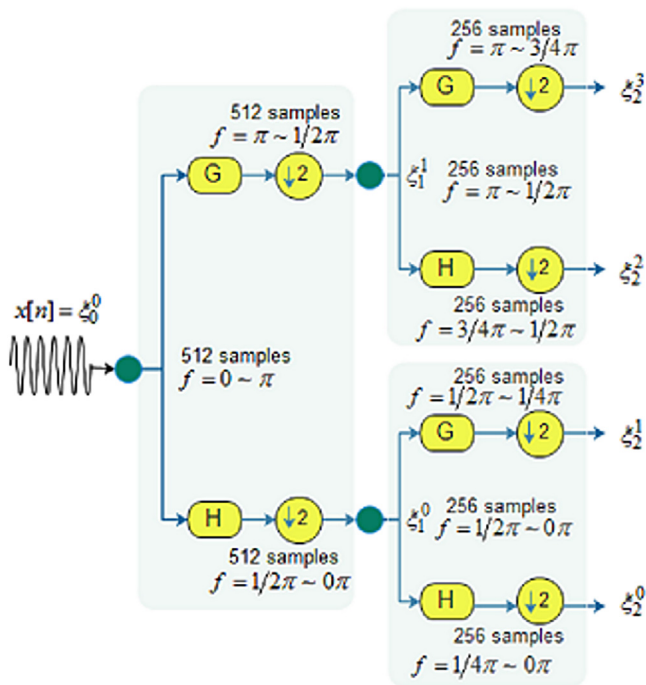 256 samples
f = π ~ 3/4π
G
↓2
ξ₂³
512 samples
f = π ~ 1/2π
G
↓2
ξ₁¹
256 samples
f = π ~ 1/2π
H
↓2
ξ₂²
256 samples
f = 3/4π ~ 1/2π
x[n] = ξ₀⁰
512 samples
f = 0 ~ π
256 samples
f = 1/2π ~ 1/4π
G
↓2
ξ₂¹
H
↓2
512 samples
f = 1/2π ~ 0π
ξ₁⁰
256 samples
f = 1/2π ~ 0π
H
↓2
ξ₂⁰
256 samples
f = 1/4π ~ 0π